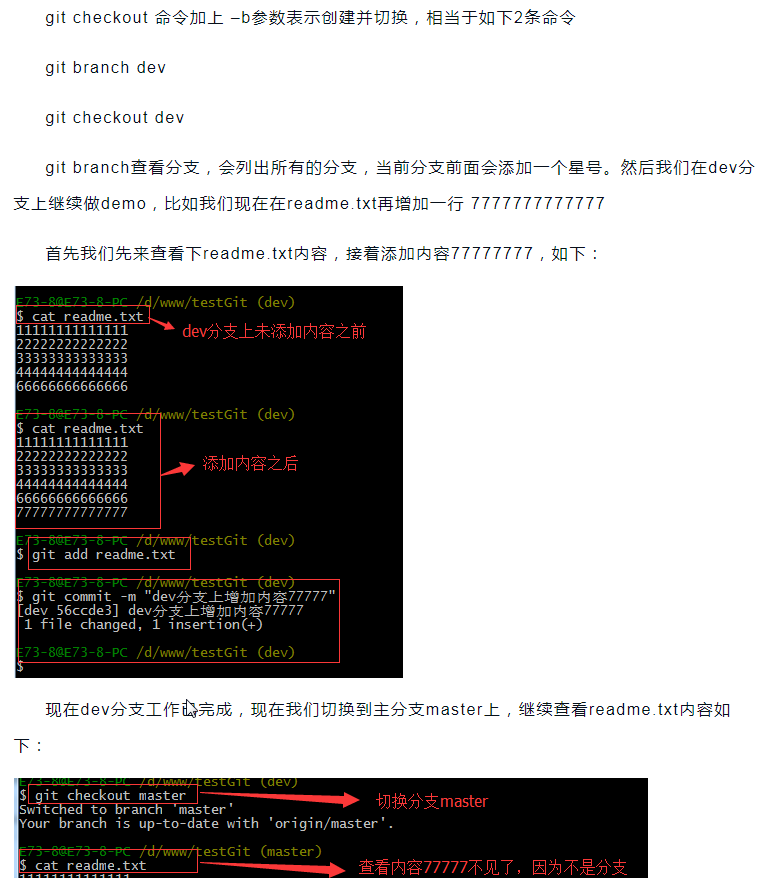 git checkout 命令加上 –b参数表示创建并切换，相当于如下2条命令
git branch dev
git checkout dev
git branch查看分支，会列出所有的分支，当前分支前面会添加一个星号。然后我们在dev分
支上继续做demo，比如我们现在在readme.txt再增加一行 7777777777777
首先我们先来查看下readme.txt内容，接着添加内容77777777，如下：
E73-8@E73-8-PC /d/www/testGit (dev)
$ cat readme.txt
dev分支上未添加内容之前
11111111111111
22222222222222
33333333333333
44444444444444
66666666666666
E73-8@E73-8-PC /d/www/testGit (dev)
$ cat readme.txt
11111111111111
22222222222222
添加内容之后
33333333333333
44444444444444
66666666666666
77777777777777
E73-8@E73-8-PC /d/www/testGit (dev)
$ git add readme.txt
E73-8@E73-8-PC /d/www/testGit (dev)
$ git commit -m "dev分支上增加内容77777"
[dev 56ccde3] dev分支上增加内容77777
1 file changed, 1 insertion(+)
E73-8@E73-8-PC /d/www/testGit (dev)
$
现在dev分支工作已完成，现在我们切换到主分支master上，继续查看readme.txt内容如
下：
E73-8@E73-8-PC /d/www/testGit (dev)
$ git checkout master
切换分支master
Switched to branch 'master'
Your branch is up-to-date with 'origin/master'.
E73-8@E73-8-PC /d/www/testGit (master)
$ cat readme.txt
查看内容77777不见了，因为不是分支